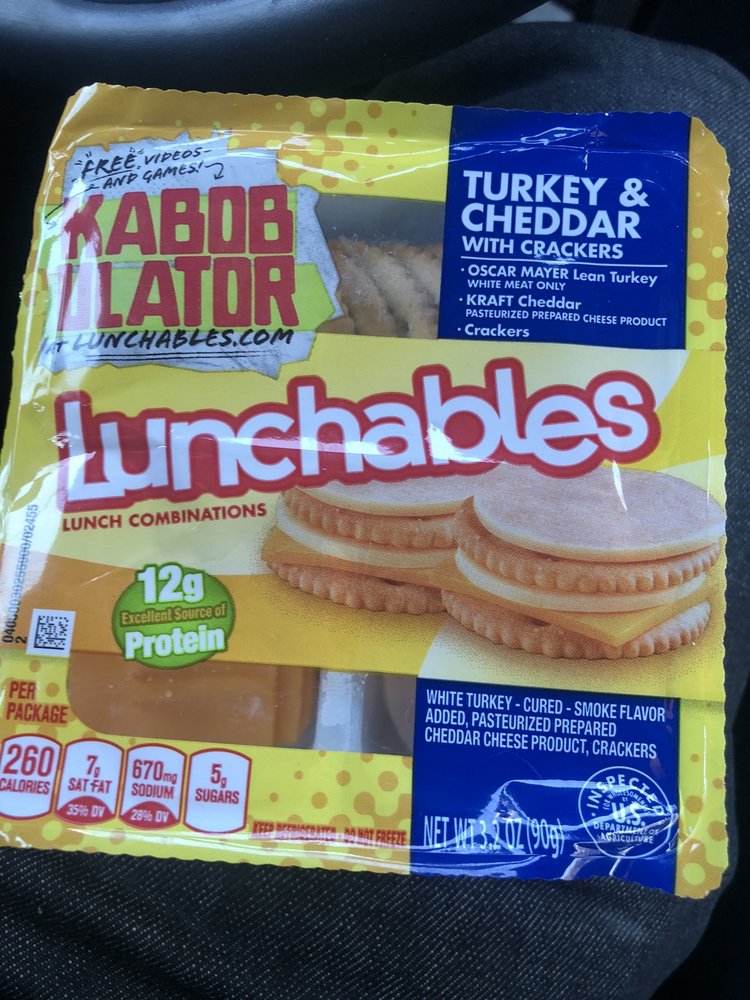 "FREE" VIDEOS-
AND GAMES!
KABOB
ULATOR
AT LUNCHABLES.COM
TURKEY &
CHEDDAR
WITH CRACKERS
· OSCAR MAYER Lean Turkey
WHITE MEAT ONLY
· KRAFT Cheddar
PASTEURIZED PREPARED CHEESE PRODUCT
· Crackers
Lunchables
LUNCH COMBINATIONS
12g
Excellent Source of
Protein
2
PER
PACKAGE
260
CALORIES
7g
SAT FAT
35% DV
670mg
SODIUM
28% DV
5g
SUGARS
KEEP REFRIGERATED DO NOT FREEZE
WHITE TURKEY - CURED - SMOKE FLAVOR
ADDED, PASTEURIZED PREPARED
CHEDDAR CHEESE PRODUCT, CRACKERS
NET WT 3.2 OZ (90g)
INSPECTED
FOR WHOLESOMENESS
BY
U.S.
DEPARTMENT OF
AGRICULTURE